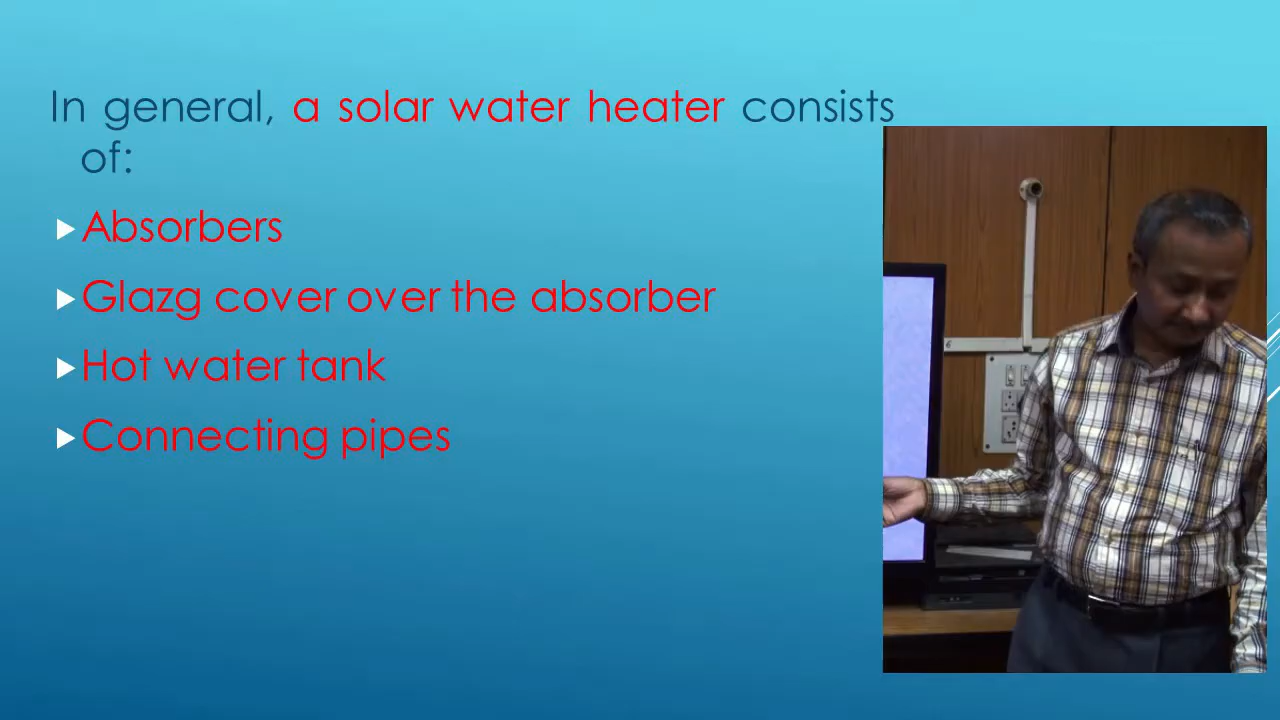 In general, a solar water heater consists
of:
Absorbers
Glazg cover over the absorber
Hot water tank
Connecting pipes